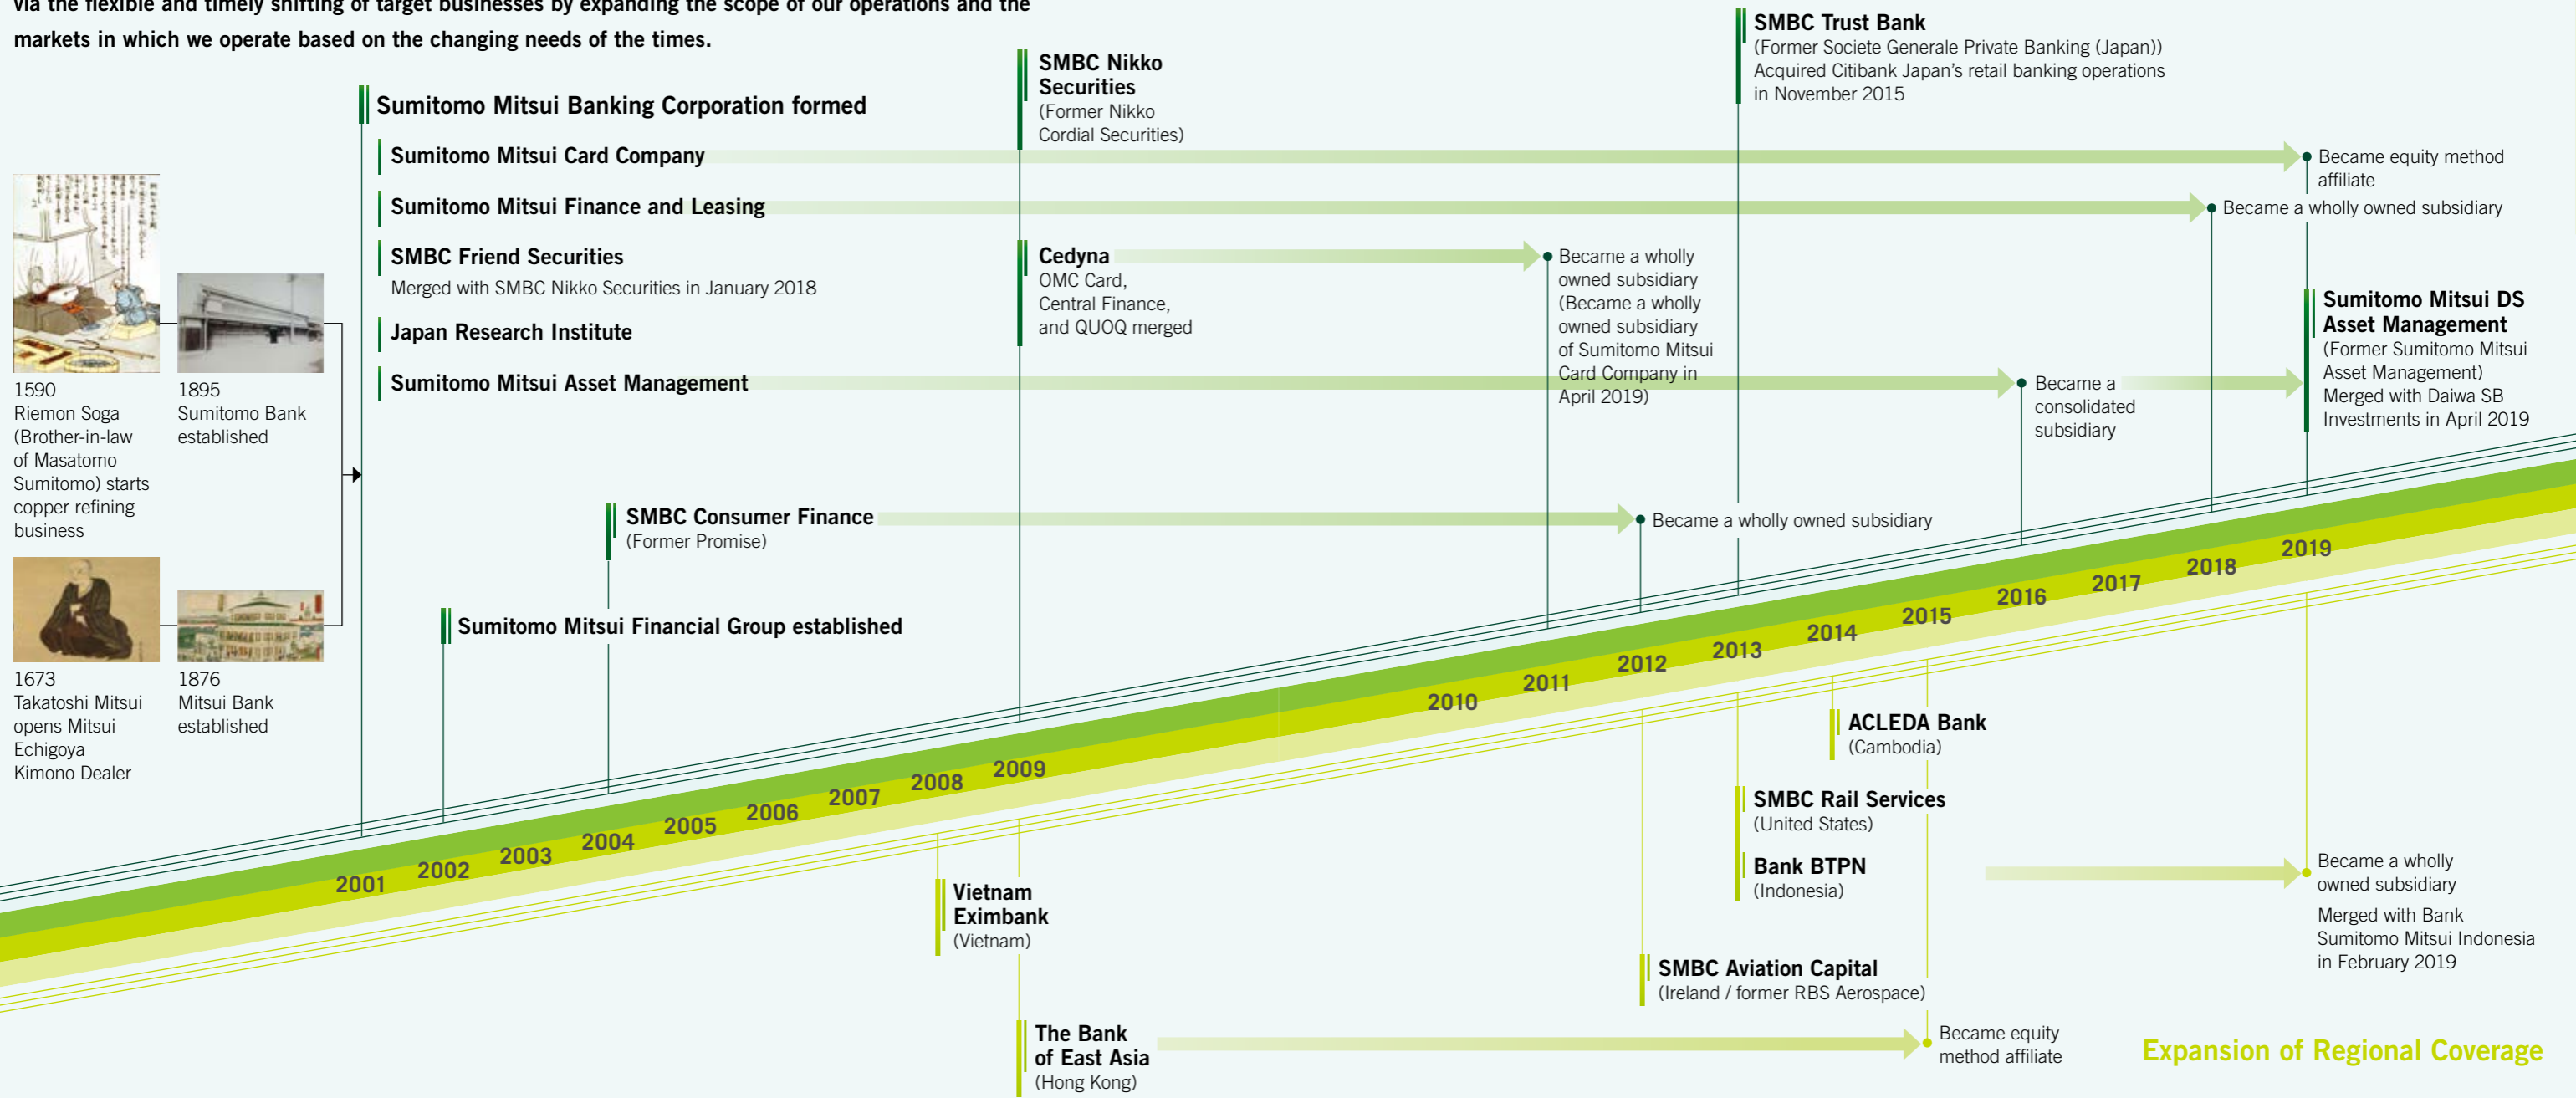 via the flexible and timely shifting of target businesses by expanding the scope of our operations and the
markets in which we operate based on the changing needs of the times.
1590
Riemon Soga
(Brother-in-law
of Masatomo
Sumitomo) starts
copper refining
business
1895
Sumitomo Bank
established
1673
Takatoshi Mitsui
opens Mitsui
Echigoya
Kimono Dealer
1876
Mitsui Bank
established
Sumitomo Mitsui Banking Corporation formed
Sumitomo Mitsui Card Company
Became equity method
affiliate
Sumitomo Mitsui Finance and Leasing
Became a wholly owned subsidiary
SMBC Friend Securities
Merged with SMBC Nikko Securities in January 2018
Japan Research Institute
Sumitomo Mitsui Asset Management
Became a
consolidated
subsidiary
Sumitomo Mitsui DS
Asset Management
(Former Sumitomo Mitsui
Asset Management)
Merged with Daiwa SB
Investments in April 2019
SMBC Nikko
Securities
(Former Nikko
Cordial Securities)
Cedyna
OMC Card,
Central Finance,
and QUOQ merged
Became a wholly
owned subsidiary
(Became a wholly
owned subsidiary
of Sumitomo Mitsui
Card Company in
April 2019)
SMBC Trust Bank
(Former Societe Generale Private Banking (Japan))
Acquired Citibank Japan's retail banking operations
in November 2015
SMBC Consumer Finance
(Former Promise)
Became a wholly owned subsidiary
Sumitomo Mitsui Financial Group established
2001
2002
2003
2004
2005
2006
2007
2008
2009
2010
2011
2012
2013
2014
2015
2016
2017
2018
2019
Vietnam
Eximbank
(Vietnam)
The Bank
of East Asia
(Hong Kong)
Became equity
method affiliate
SMBC Aviation Capital
(Ireland / former RBS Aerospace)
SMBC Rail Services
(United States)
Bank BTPN
(Indonesia)
Became a wholly
owned subsidiary
Merged with Bank
Sumitomo Mitsui Indonesia
in February 2019
ACLEDA Bank
(Cambodia)
Expansion of Regional Coverage